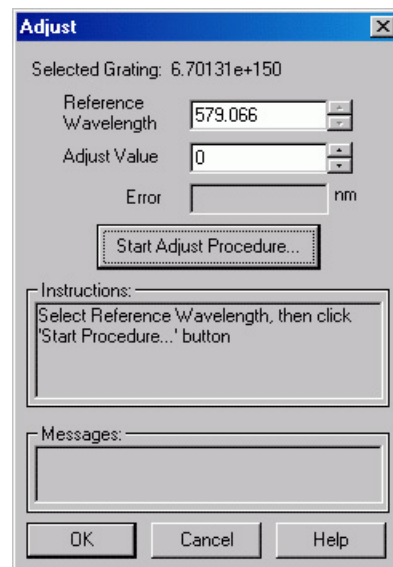 Adjust
Selected Grating: 6.70131e+150
Reference
Wavelength
579.066
Adjust Value
0
Error
nm
Start Adjust Procedure...
Instructions:
Select Reference Wavelength, then click
'Start Procedure...' button
Messages:
OK
Cancel
Help